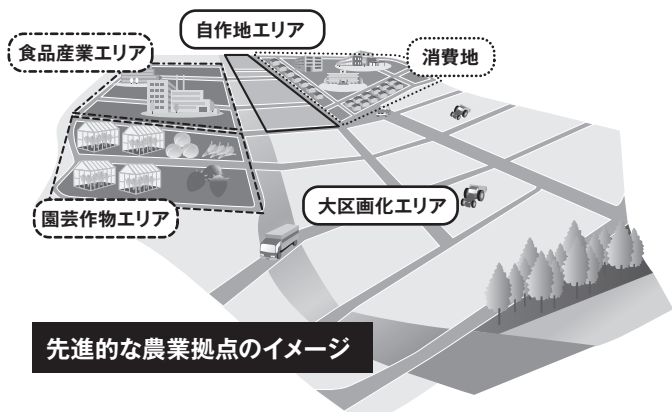 自作地エリア
食品産業エリア
消費地
園芸作物エリア
大区画化エリア
先進的な農業拠点のイメージ